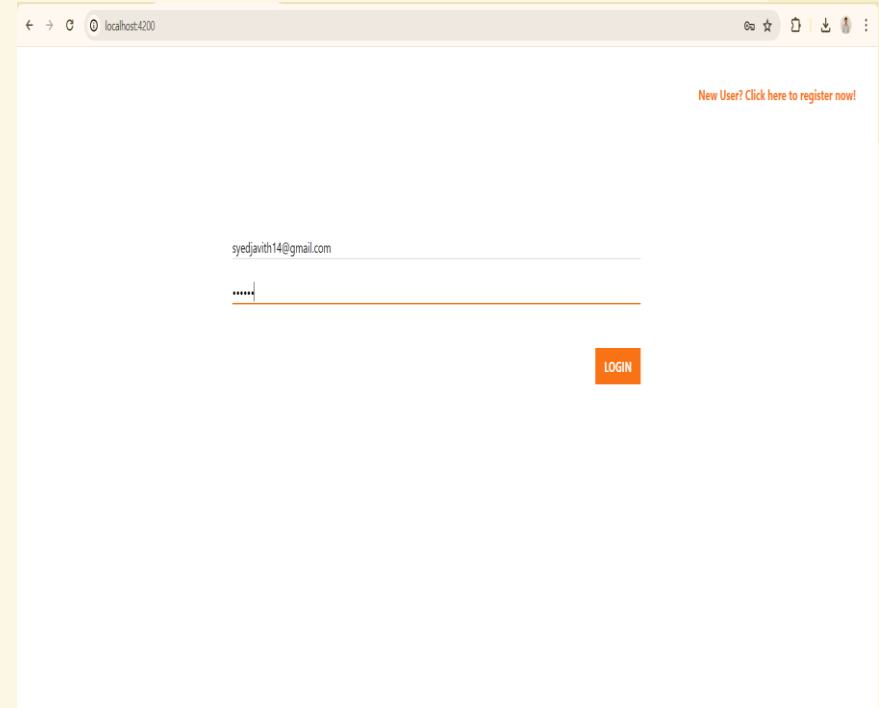 localhost:4200
New User? Click here to register now!
syedjavith14@gmail.com
••••••
LOGIN